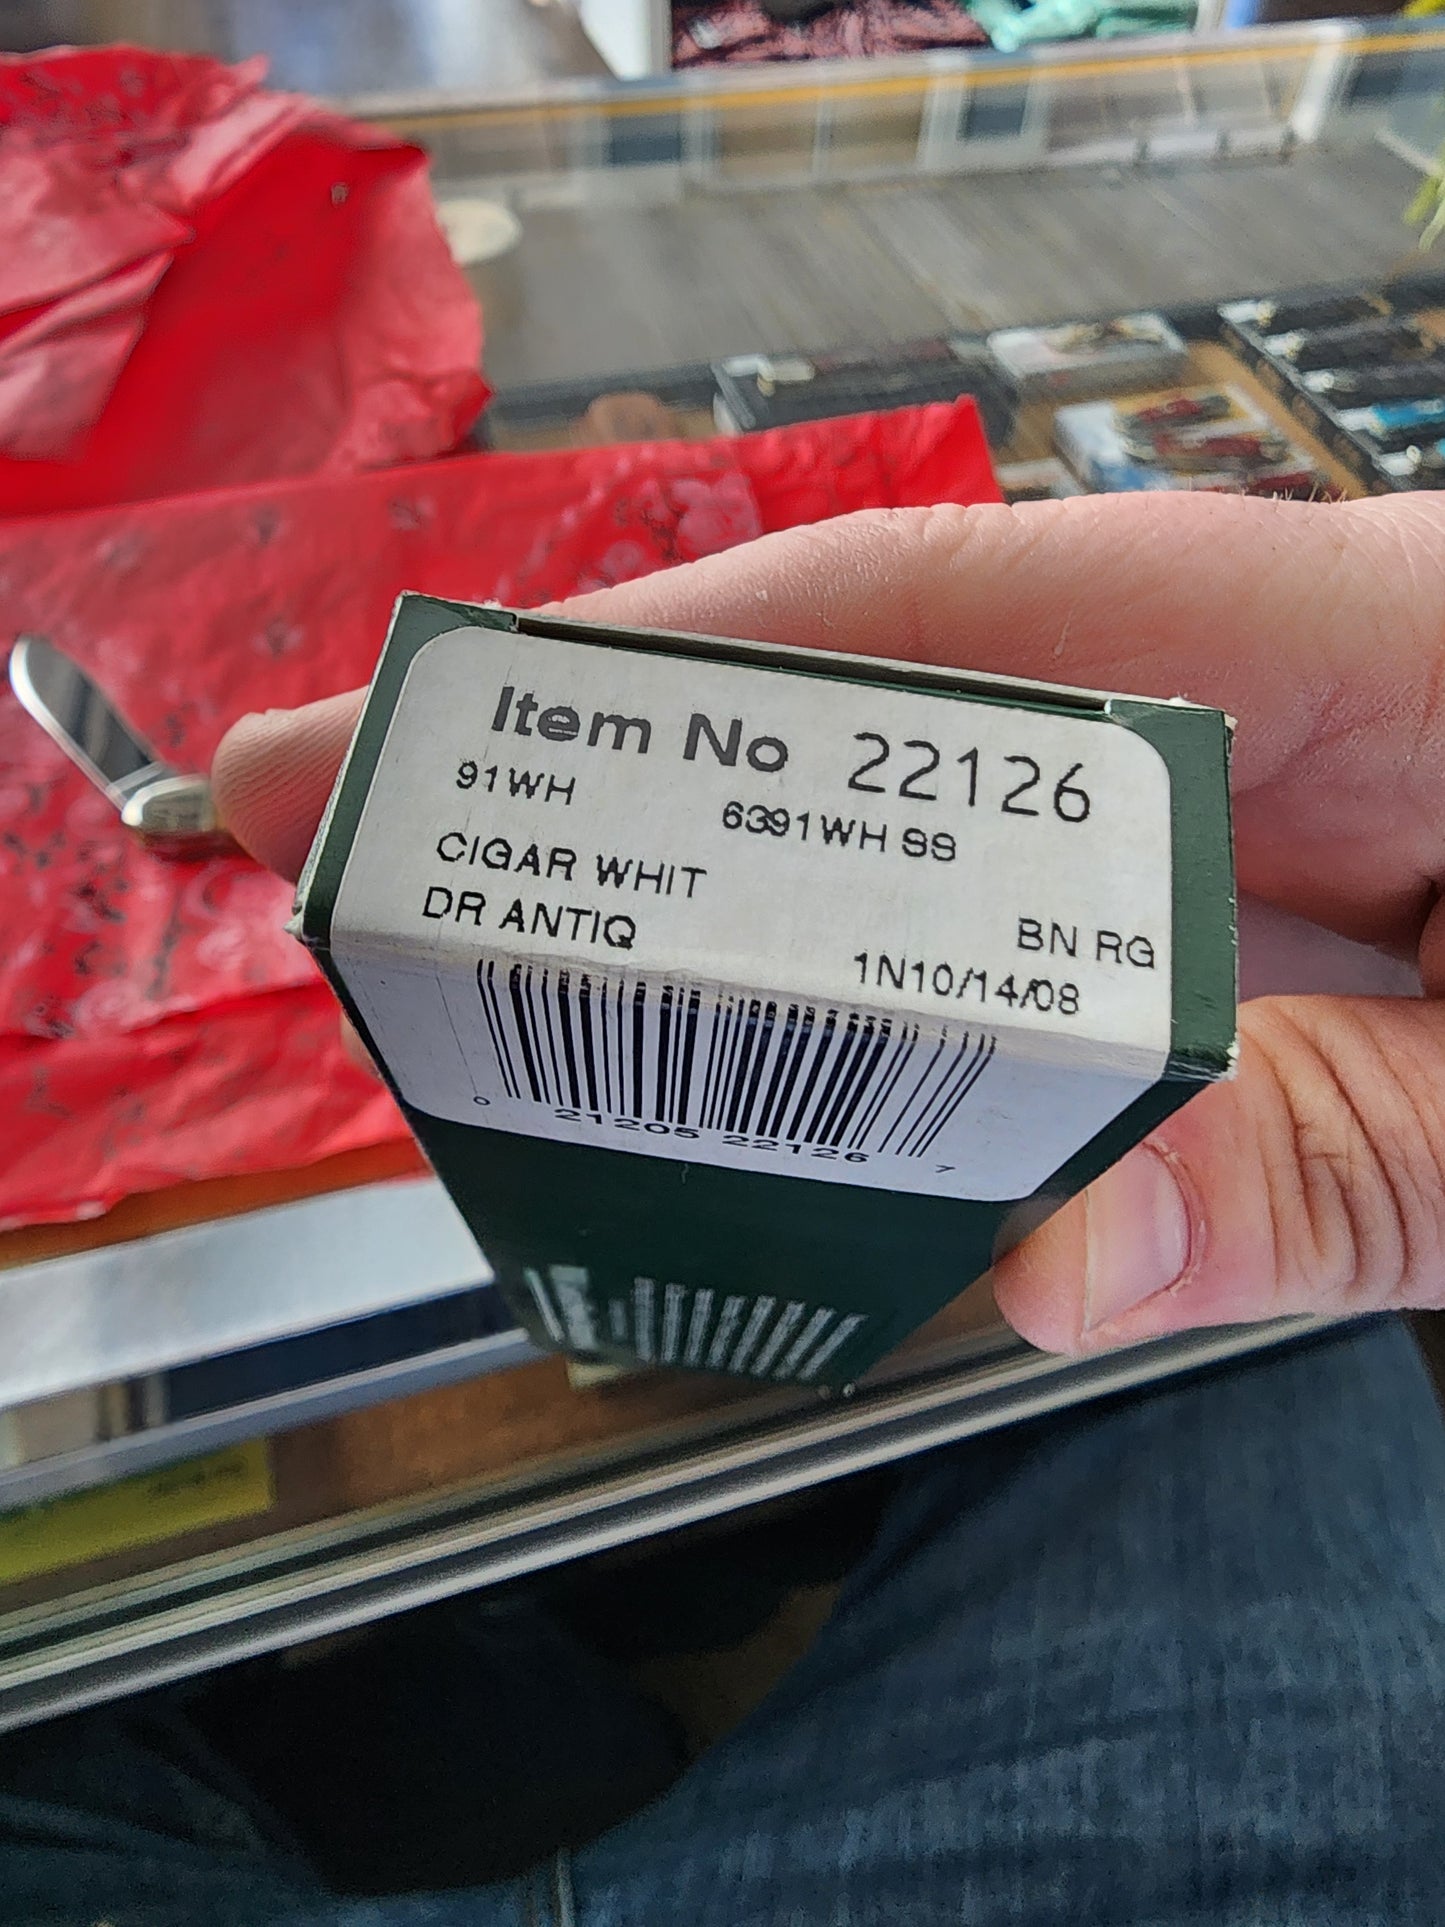 Item No 22126
91WH
6391WH SS
CIGAR WHIT
DR ANTIQ
BN RG
1N10/14/08
0 21205 22126 7